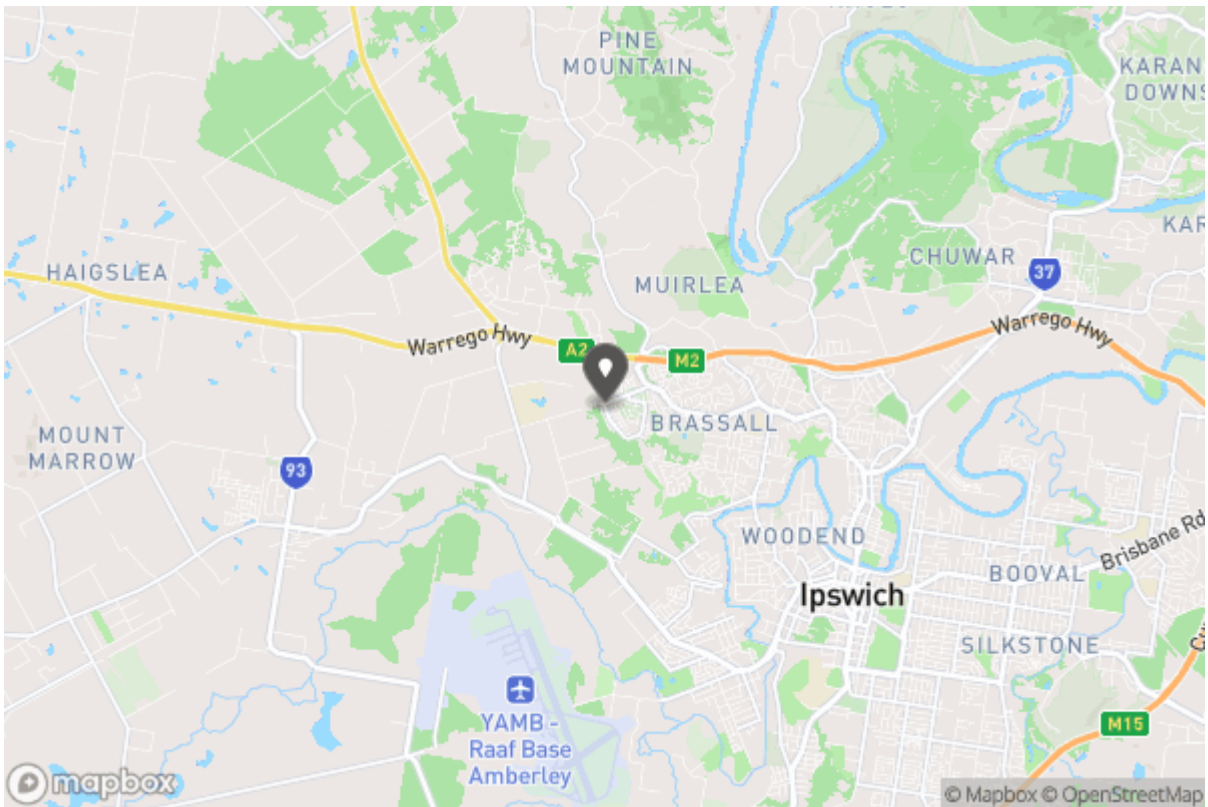 PINE
MOUNTAIN
KARAN
DOWNS
KAR
CHUWAR
37
HAIGSLEA
MUIRLEA
Warrego Hwy
Warrego Hwy
A2
M2
BRASSALL
MOUNT
MARROW
93
WOODEND
Brisbane Rd
BOOVAL
Ipswich
SILKSTONE
M15
YAMB -
Raaf Base
Amberley
mapbox
© Mapbox © OpenStreetMap